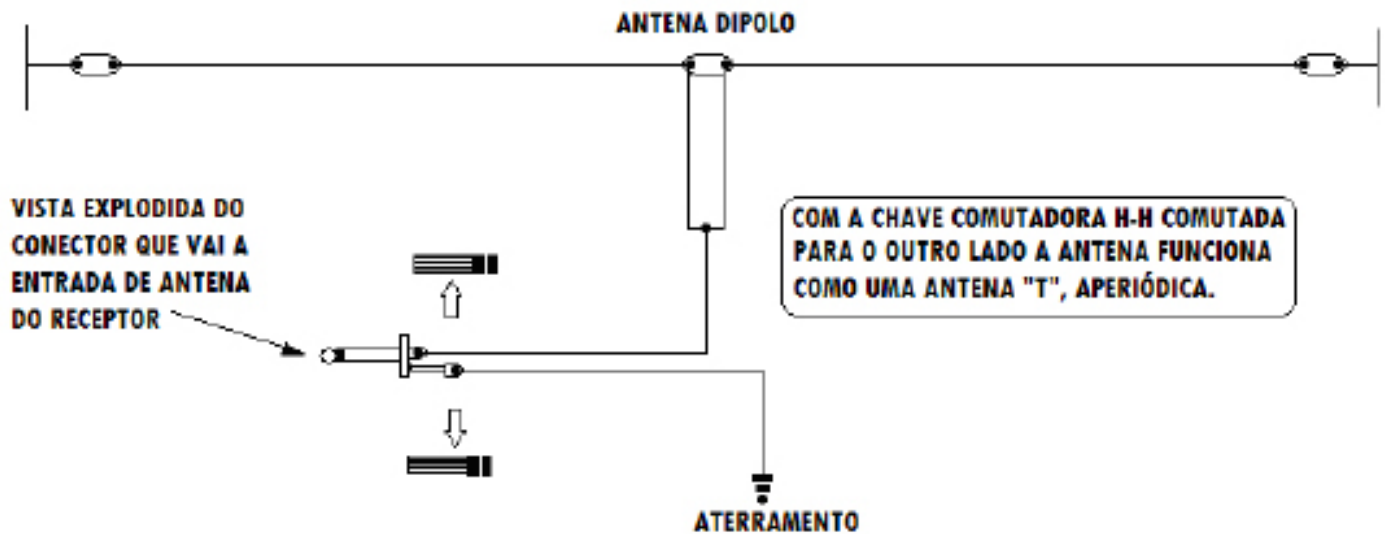 ANTENA DIPOLO
VISTA EXPLODIDA DO
CONECTOR QUE VAI A
ENTRADA DE ANTENA
DO RECEPTOR
COM A CHAVE COMUTADORA H-H COMUTADA
PARA O OUTRO LADO A ANTENA FUNCIONA
COMO UMA ANTENA "T", APERIÓDICA.
ATERRAMENTO